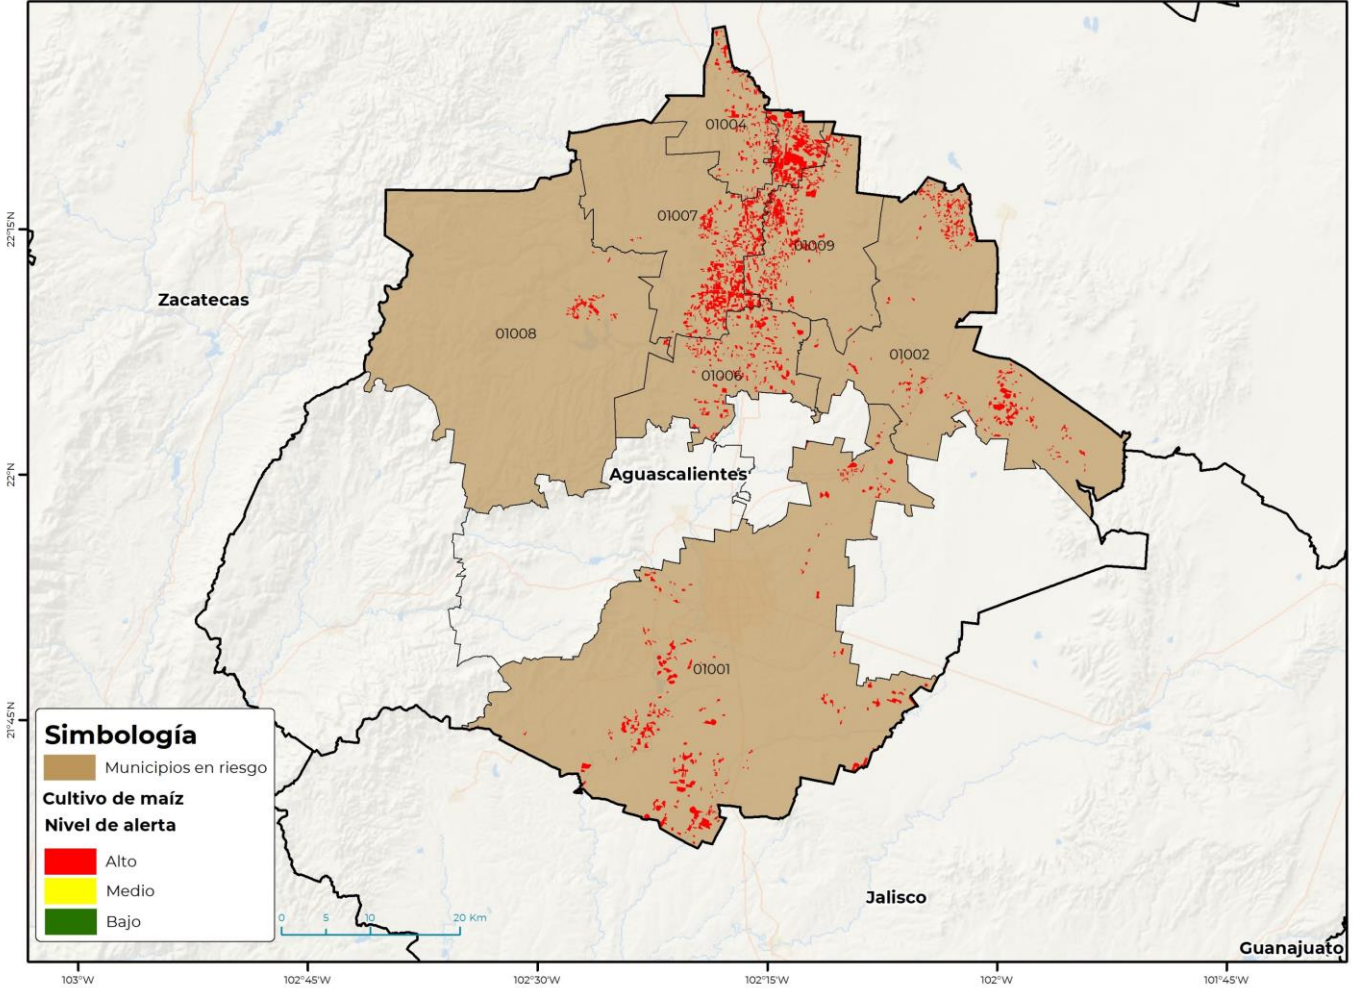 01004
01007
22°15'N
01009
Zacatecas
01008
01002
01006
22°N
Aguascalientes
01001
21°45'N
Simbología
Municipios en riesgo
Cultivo de maíz
Nivel de alerta
Alto
Medio
Bajo
0 5 10 20 Km
Jalisco
Guanajuato
103°W 102°45'W 102°30'W 102°15'W 102°W 101°45'W